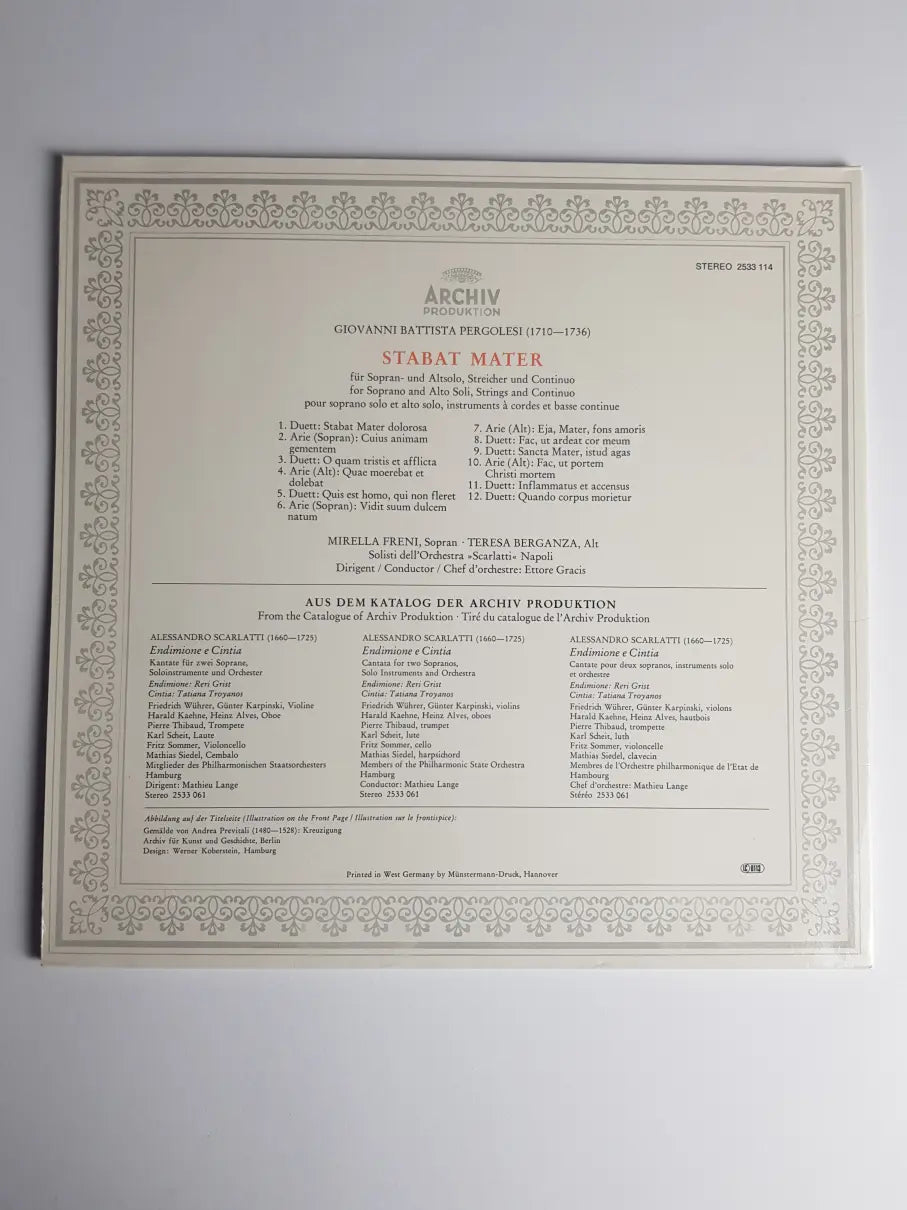 STEREO 2533 114
ARCHIV
PRODUKTION
GIOVANNI BATTISTA PERGOLESI (1710—1736)
STABAT MATER
für Sopran- und Altsolo, Streicher und Continuo
for Soprano and Alto Soli, Strings and Continuo
pour soprano solo et alto solo, instruments à cordes et basse continue
1. Duett: Stabat Mater dolorosa
2. Arie (Sopran): Cuius animam
gementem
3. Duett: O quam tristis et afflicta
4. Arie (Alt): Quae moerebat et
dolebat
5. Duett: Quis est homo, qui non fleret
6. Arie (Sopran): Vidit suum dulcem
natum
7. Arie (Alt): Eja, Mater, fons amoris
8. Duett: Fac, ut ardeat cor meum
9. Duett: Sancta Mater, istud agas
10. Arie (Alt): Fac, ut portem
Christi mortem
11. Duett: Inflammatus et accensus
12. Duett: Quando corpus morietur
MIRELLA FRENI, Sopran · TERESA BERGANZA, Alt
Solisti dell'Orchestra »Scarlatti« Napoli
Dirigent / Conductor / Chef d'orchestre: Ettore Gracis
AUS DEM KATALOG DER ARCHIV PRODUKTION
From the Catalogue of Archiv Produktion · Tiré du catalogue de l'Archiv Produktion
ALESSANDRO SCARLATTI (1660—1725)
Endimione e Cintia
Kantate für zwei Soprane,
Soloinstrumente und Orchester
Endimione: Reri Grist
Cintia: Tatiana Troyanos
Friedrich Wührer, Günter Karpinski, Violine
Harald Kaehne, Heinz Alves, Oboe
Pierre Thibaud, Trompete
Karl Scheit, Laute
Fritz Sommer, Violoncello
Mathias Siedel, Cembalo
Mitglieder des Philharmonischen Staatsorchesters
Hamburg
Dirigent: Mathieu Lange
Stereo 2533 061
ALESSANDRO SCARLATTI (1660—1725)
Endimione e Cintia
Cantata for two Sopranos,
Solo Instruments and Orchestra
Endimione: Reri Grist
Cintia: Tatiana Troyanos
Friedrich Wührer, Günter Karpinski, violins
Harald Kaehne, Heinz Alves, oboes
Pierre Thibaud, trumpet
Karl Scheit, lute
Fritz Sommer, cello
Mathias Siedel, harpsichord
Members of the Philharmonic State Orchestra
Hamburg
Conductor: Mathieu Lange
Stereo 2533 061
ALESSANDRO SCARLATTI (1660—1725)
Endimione e Cintia
Cantate pour deux sopranos, instruments solo
et orchestre
Endimione: Reri Grist
Cintia: Tatiana Troyanos
Friedrich Wührer, Günter Karpinski, violons
Harald Kaehne, Heinz Alves, hautbois
Pierre Thibaud, trompette
Karl Scheit, luth
Fritz Sommer, violoncelle
Mathias Siedel, clavecin
Membres de l'Orchestre philharmonique de l'Etat de
Hambourg
Chef d'orchestre: Mathieu Lange
Stéréo 2533 061
Abbildung auf der Titelseite (Illustration on the Front Page / Illustration sur le frontispice):
Gemälde von Andrea Previtali (1480—1528): Kreuzigung
Archiv für Kunst und Geschichte, Berlin
Design: Werner Koberstein, Hamburg
Printed in West Germany by Münstermann-Druck, Hannover
LC 0113